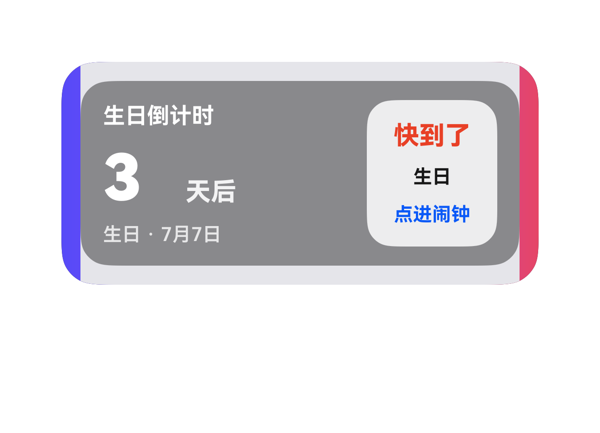 生日倒计时
3 天后
生日 · 7月7日
快到了
生日
点进闹钟